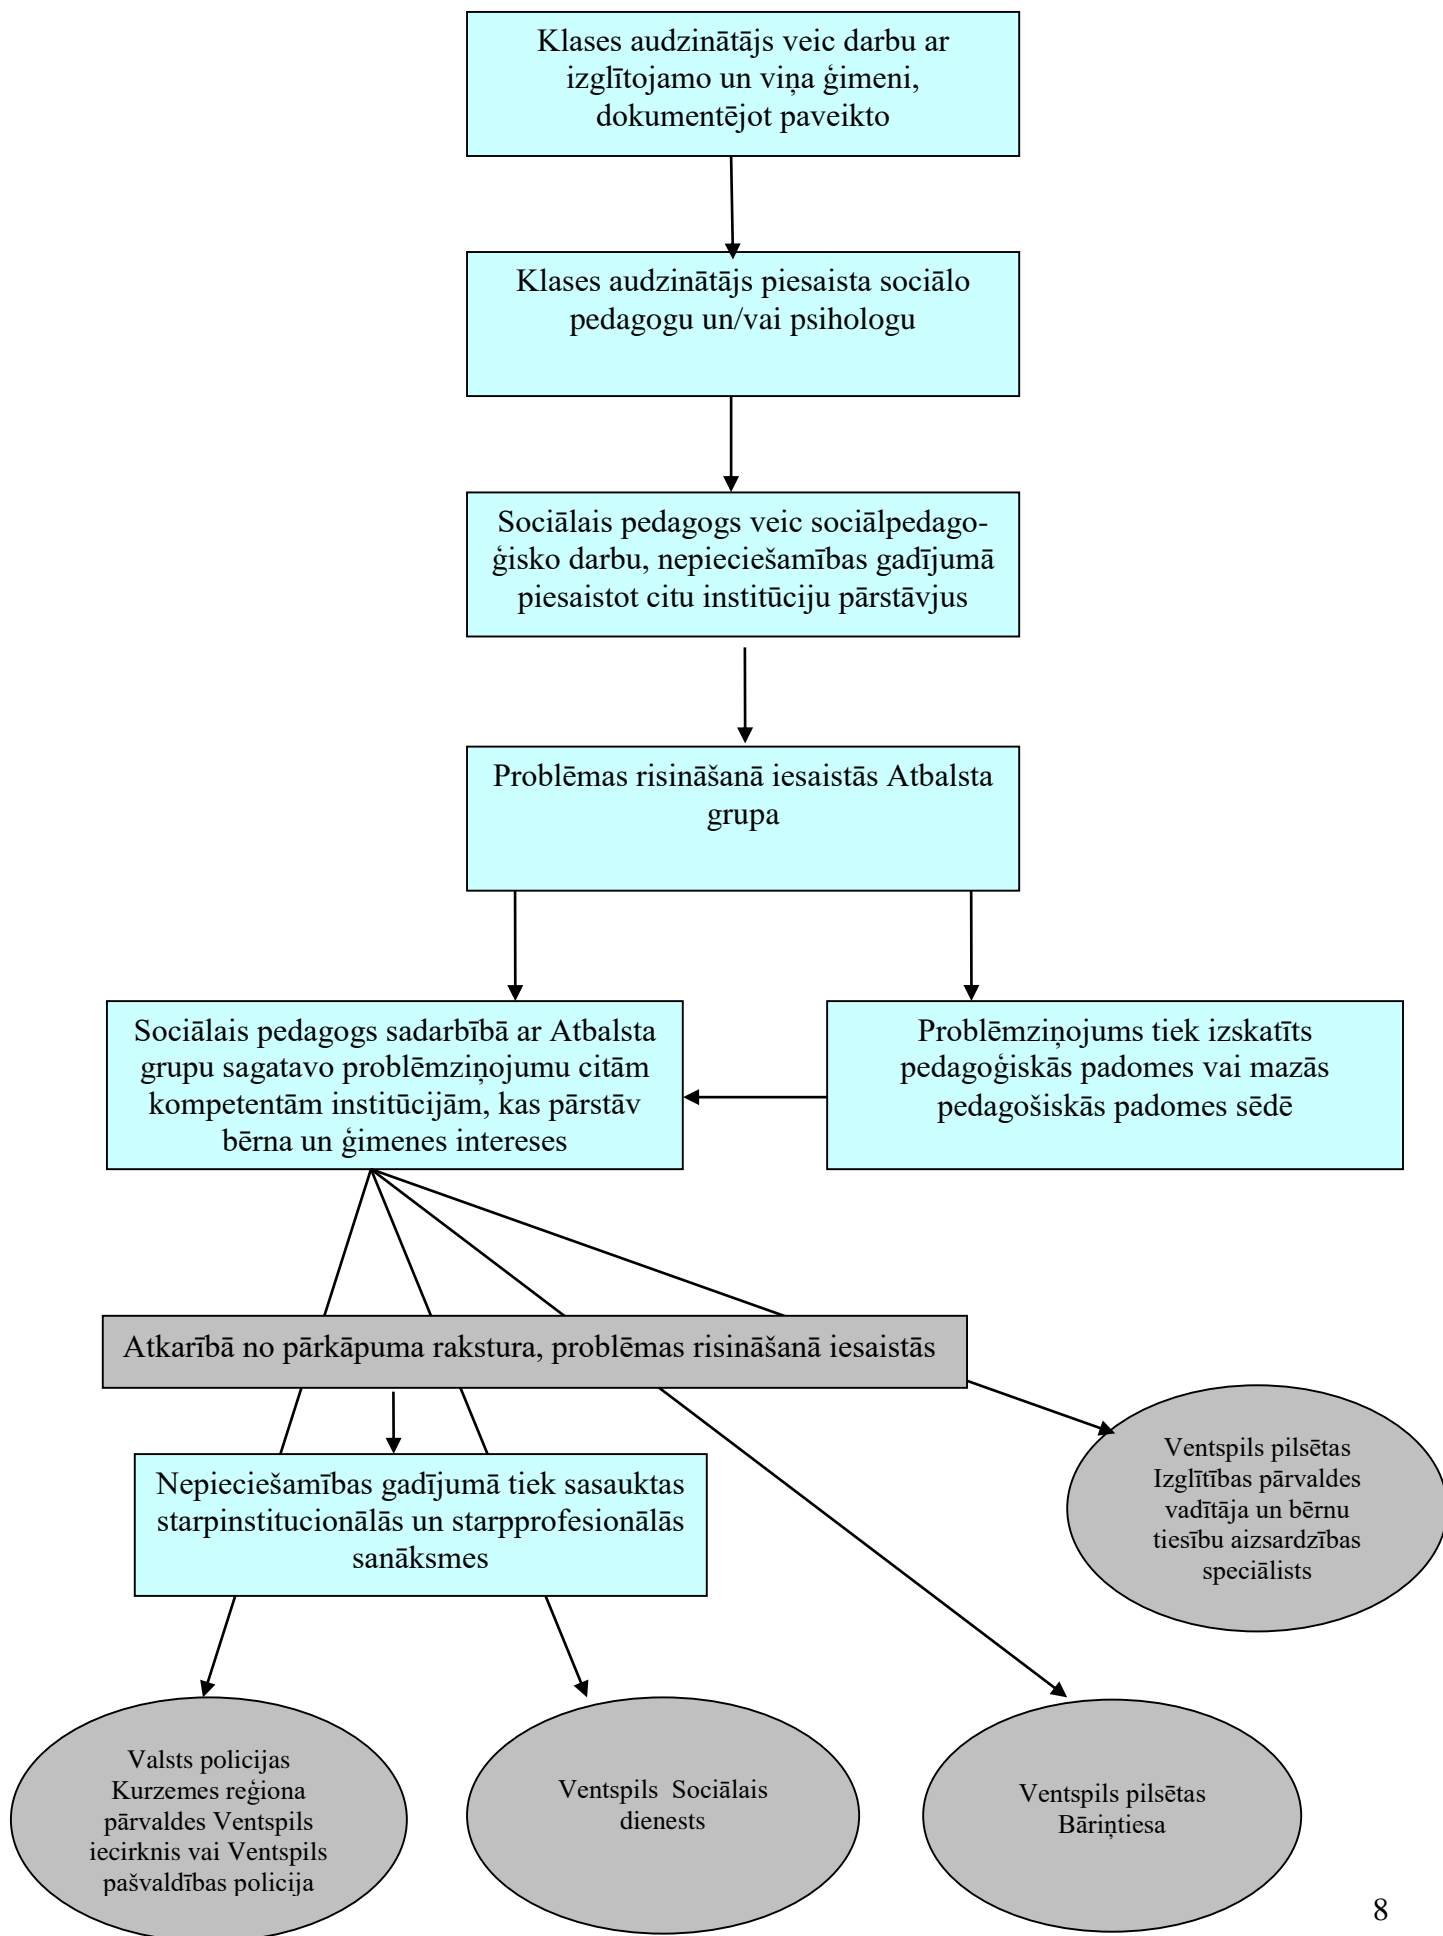 Klases audzinātājs veic darbu ar
izglītojamo un viņa ģimeni,
dokumentējot paveikto
Klases audzinātājs piesaista sociālo
pedagogu un/vai psihologu
Sociālais pedagogs veic sociālpedago-
ģisko darbu, nepieciešamības gadījumā
piesaistot citu institūciju pārstāvjus
Problēmas risināšanā iesaistās Atbalsta
grupa
Sociālais pedagogs sadarbībā ar Atbalsta
grupu sagatavo problēmziņojumu citām
kompetentām institūcijām, kas pārstāv
bērna un ģimenes intereses
Problēmziņojums tiek izskatīts
pedagoģiskās padomes vai mazās
pedagošiskās padomes sēdē
Atkarībā no pārkāpuma rakstura, problēmas risināšanā iesaistās
Nepieciešamības gadījumā tiek sasauktas
starpinstitucionālās un starpprofesionālās
sanāksmes
Ventspils pilsētas
Izglītības pārvaldes
vadītāja un bērnu
tiesību aizsardzības
speciālists
Valsts policijas
Kurzemes reģiona
pārvaldes Ventspils
iecirknis vai Ventspils
pašvaldības policija
Ventspils  Sociālais
dienests
Ventspils pilsētas
Bāriņtiesa
8